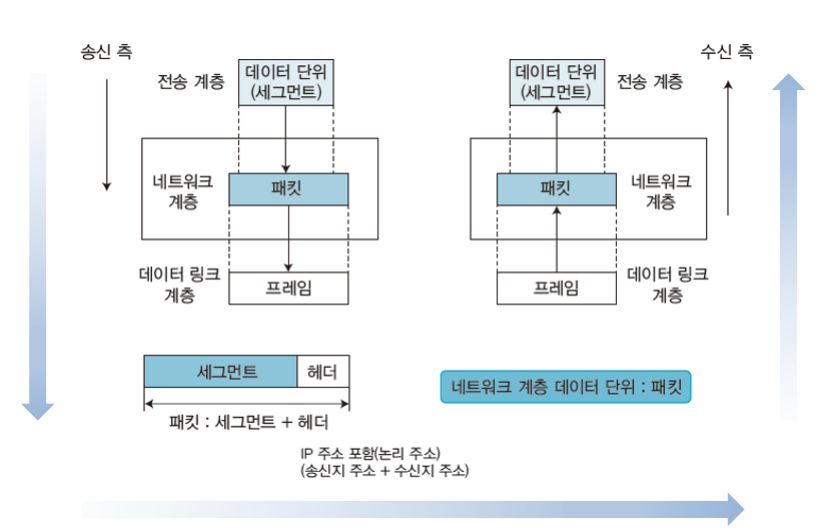 송신 측
전송 계층
데이터 단위
(세그먼트)
네트워크
계층
패킷
데이터 링크
계층
프레임
수신 측
데이터 단위
(세그먼트)
전송 계층
패킷
네트워크
계층
프레임
데이터 링크
계층
세그먼트 헤더
패킷 : 세그먼트 + 헤더
IP 주소 포함(논리 주소)
(송신지 주소 + 수신지 주소)
네트워크 계층 데이터 단위 : 패킷